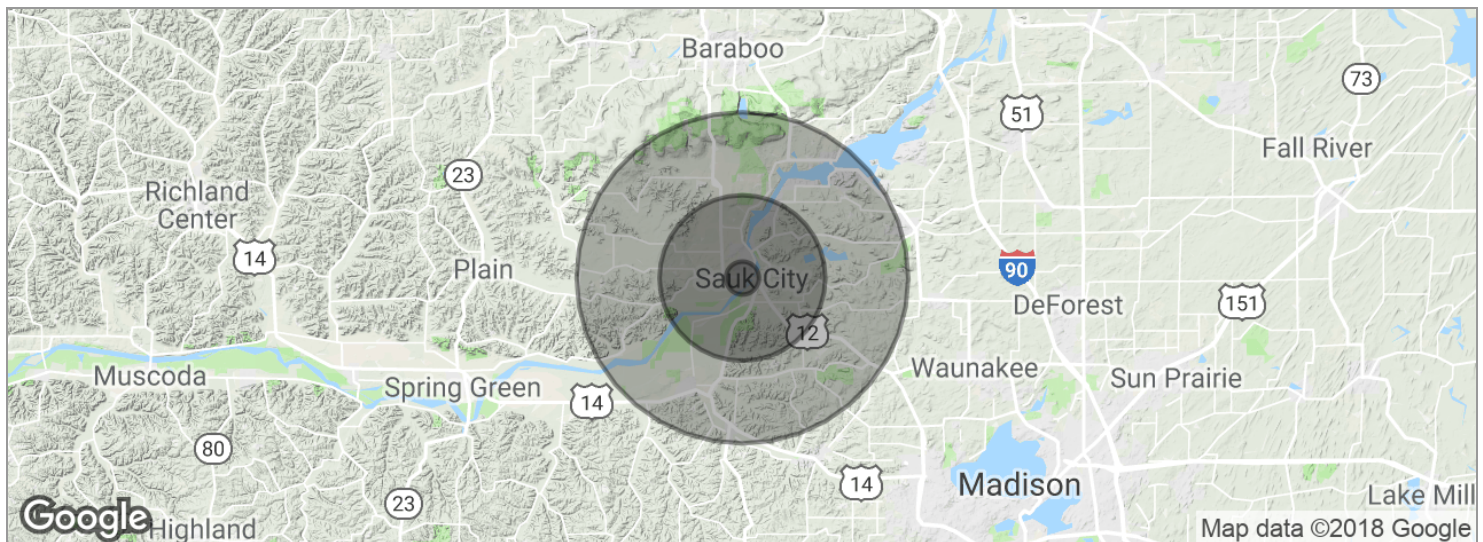 Baraboo
73
51
Fall River
23
Richland
Center
14
Plain
Sauk City
90
DeForest
151
12
Muscoda
Spring Green
14
Waunakee
Sun Prairie
80
14
Madison
23
Lake Mill
Google
Highland
Map data ©2018 Google